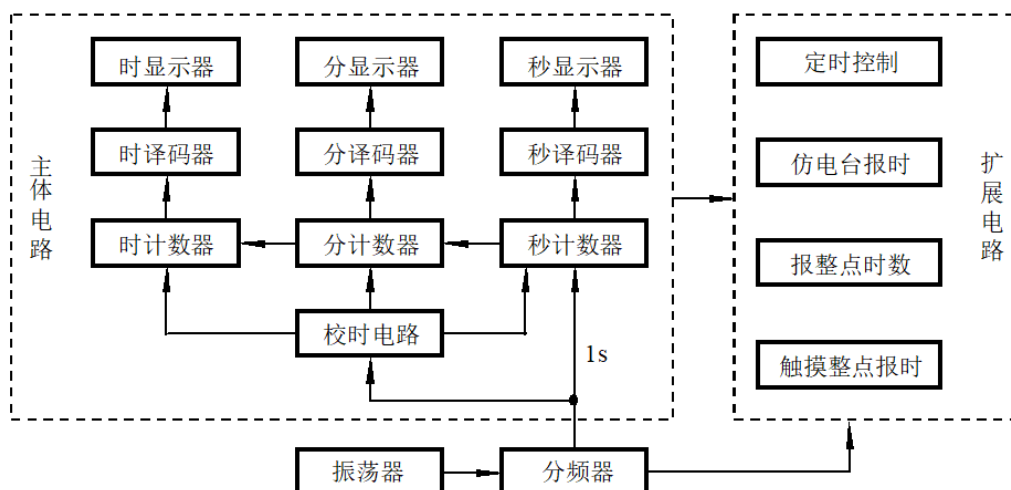 时显示器
分显示器
秒显示器
定时控制
时译码器
分译码器
秒译码器
仿电台报时
主体电路
扩展电路
时计数器
分计数器
秒计数器
报整点时数
校时电路
1s
触摸整点报时
振荡器
分频器